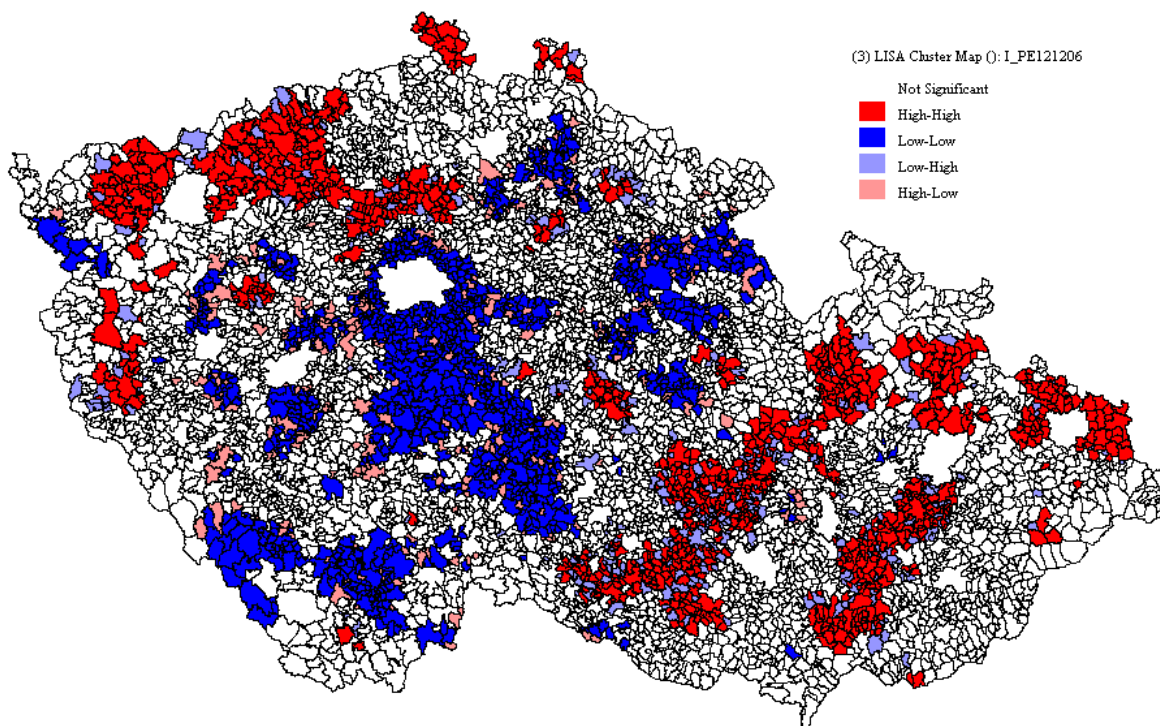 (3) LISA Cluster Map (): I_PE121206
Not Significant
High-High
Low-Low
Low-High
High-Low